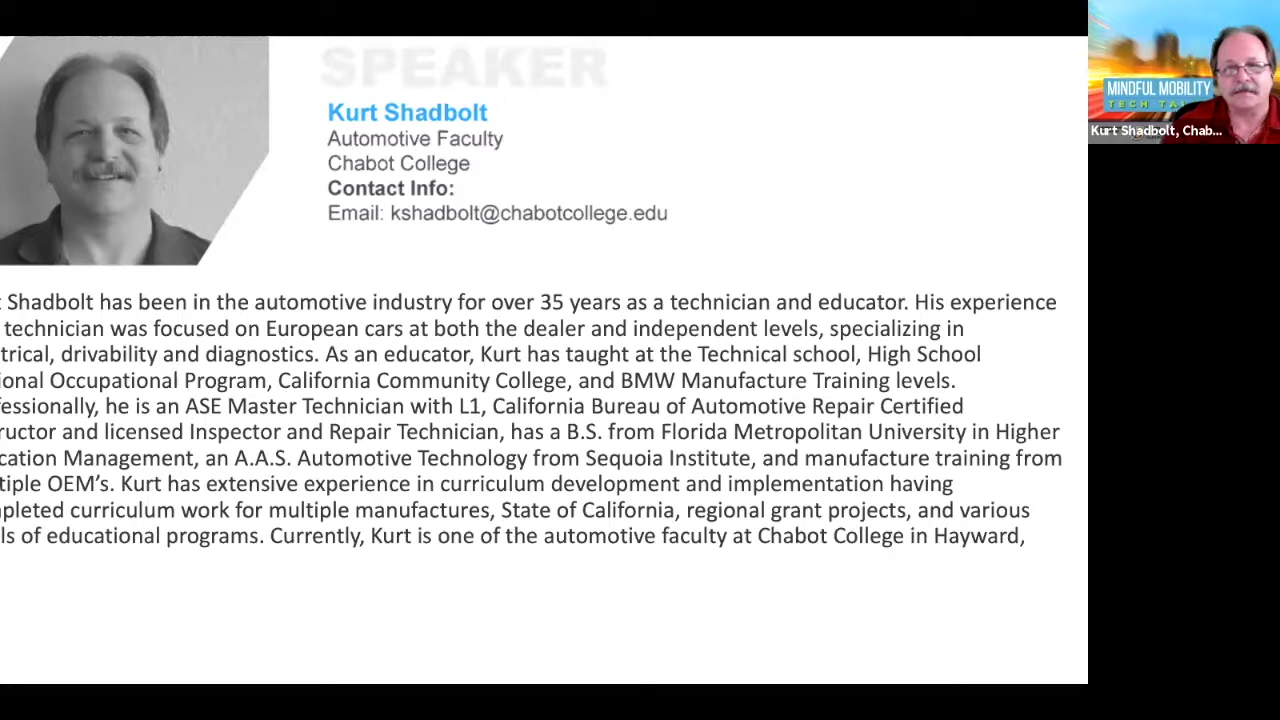 SPEAKER
Kurt Shadbolt
Automotive Faculty
Chabot College
Contact Info:
Email: kshadbolt@chabotcollege.edu
Shadbolt has been in the automotive industry for over 35 years as a technician and educator. His experience
technician was focused on European cars at both the dealer and independent levels, specializing in
trical, drivability and diagnostics. As an educator, Kurt has taught at the Technical school, High School
ional Occupational Program, California Community College, and BMW Manufacture Training levels.
fessionally, he is an ASE Master Technician with L1, California Bureau of Automotive Repair Certified
ructor and licensed Inspector and Repair Technician, has a B.S. from Florida Metropolitan University in Higher
cation Management, an A.A.S. Automotive Technology from Sequoia Institute, and manufacture training from
tiple OEM’s. Kurt has extensive experience in curriculum development and implementation having
pleted curriculum work for multiple manufactures, State of California, regional grant projects, and various
ls of educational programs. Currently, Kurt is one of the automotive faculty at Chabot College in Hayward,
MINDFUL MOBILITY
TECH TA
Kurt Shadbolt, Chab...